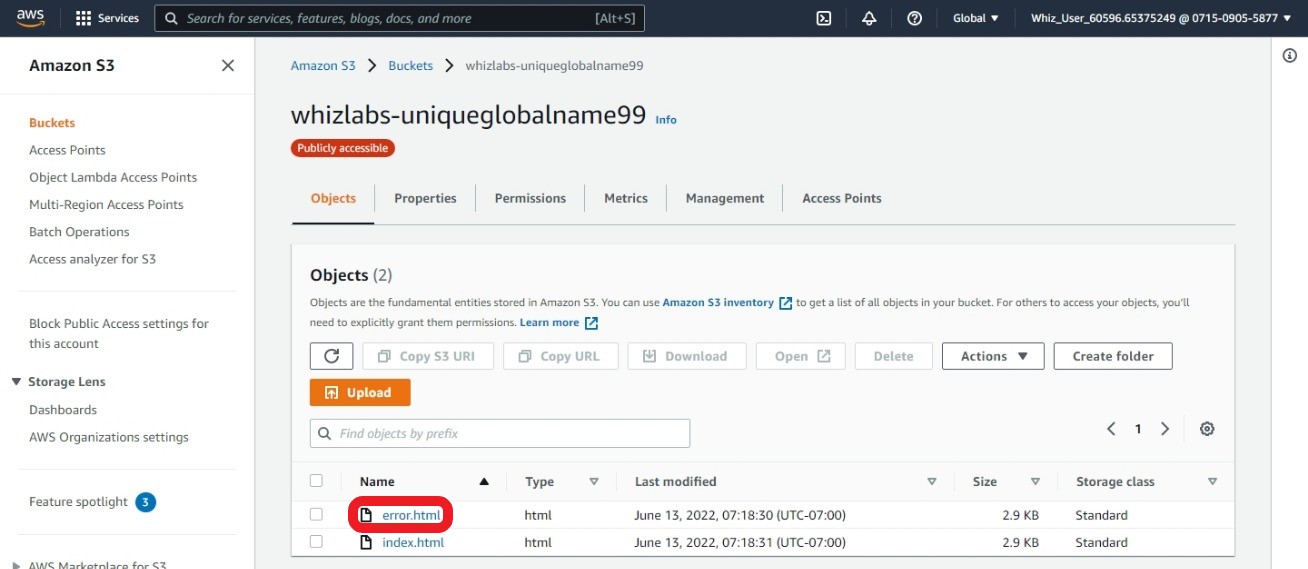 aws
Services
Search for services, features, blogs, docs, and more [Alt+S]
Global
Whiz_User_60596.65375249 @ 0715-0905-5877
Amazon S3
Buckets
Access Points
Object Lambda Access Points
Multi-Region Access Points
Batch Operations
Access analyzer for S3
Block Public Access settings for
this account
Storage Lens
Dashboards
AWS Organizations settings
Feature spotlight 3
AWS Marketplace for S3
Amazon S3 > Buckets > whizlabs-uniqueglobalname99
whizlabs-uniqueglobalname99 Info
Publicly accessible
Objects Properties Permissions Metrics Management Access Points
Objects (2)
Objects are the fundamental entities stored in Amazon S3. You can use Amazon S3 inventory to get a list of all objects in your bucket. For others to access your objects, you'll
need to explicitly grant them permissions. Learn more
Copy S3 URI Copy URL Download Open Delete Actions Create folder
Upload
Find objects by prefix
1
Name Type Last modified Size Storage class
error.html html June 13, 2022, 07:18:30 (UTC-07:00) 2.9 KB Standard
index.html html June 13, 2022, 07:18:31 (UTC-07:00) 2.9 KB Standard